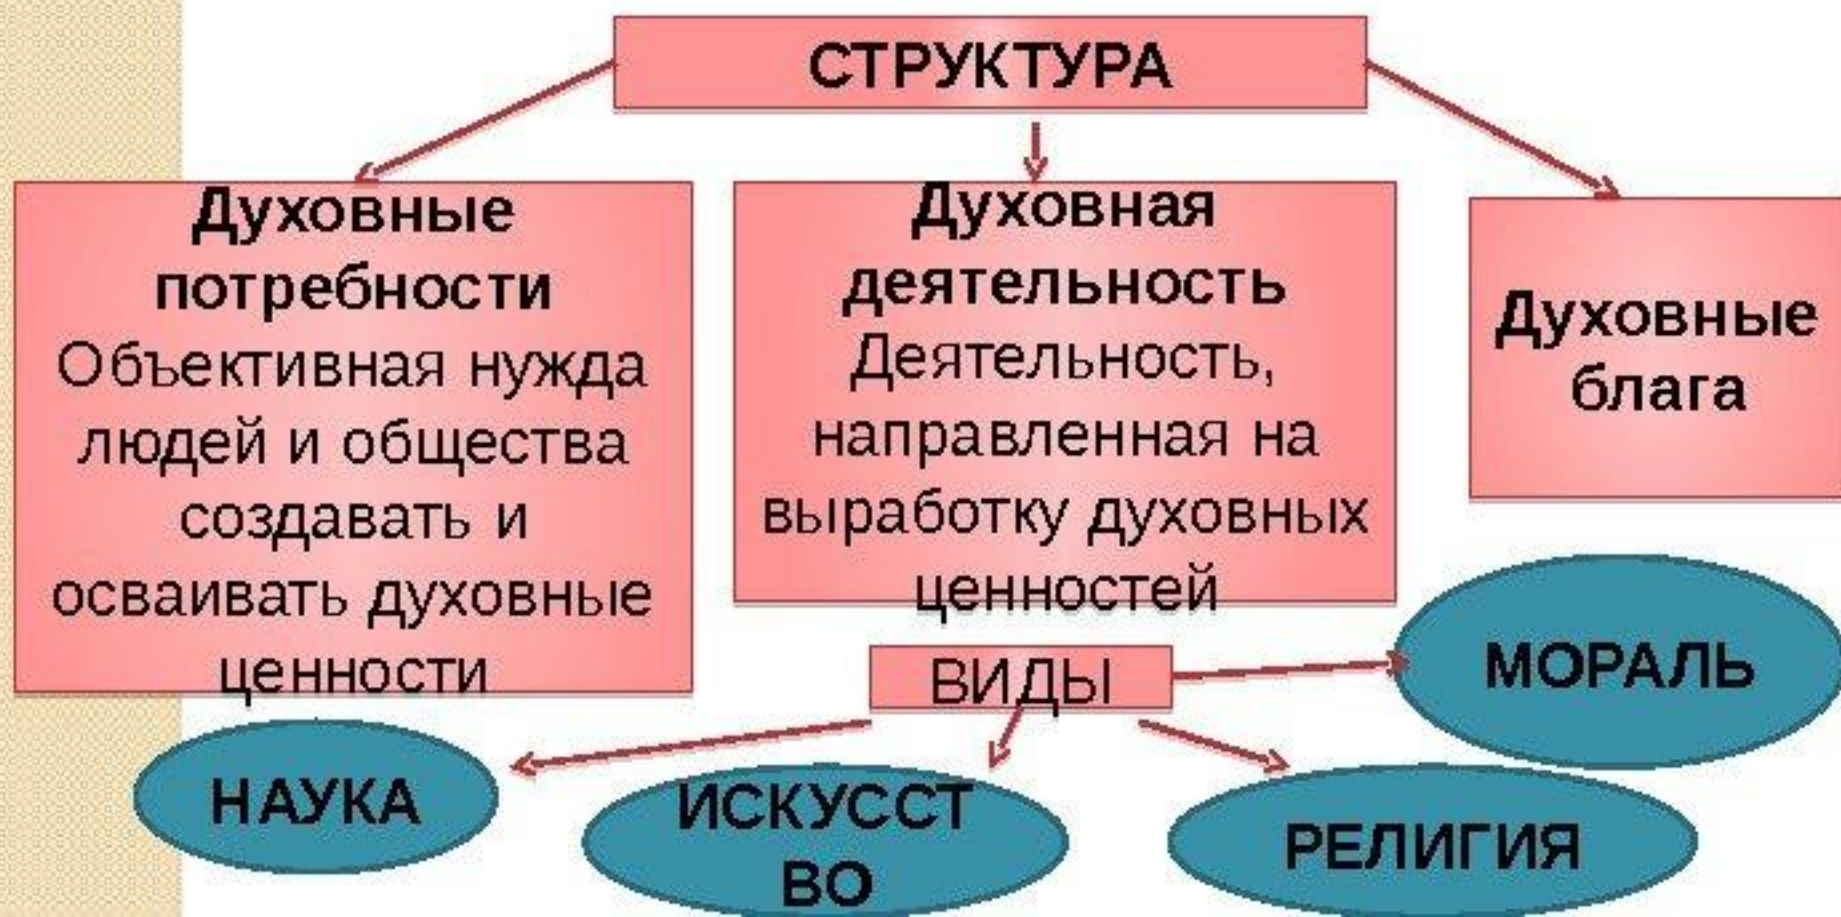 СТРУКТУРА
Духовные
потребности
Объективная нужда
людей и общества
создавать и
осваивать духовные
ценности
Духовная
деятельность
Деятельность,
направленная на
выработку духовных
ценностей
Духовные
блага
ВИДЫ
МОРАЛЬ
НАУКА
ИСКУССТ
ВО
РЕЛИГИЯ